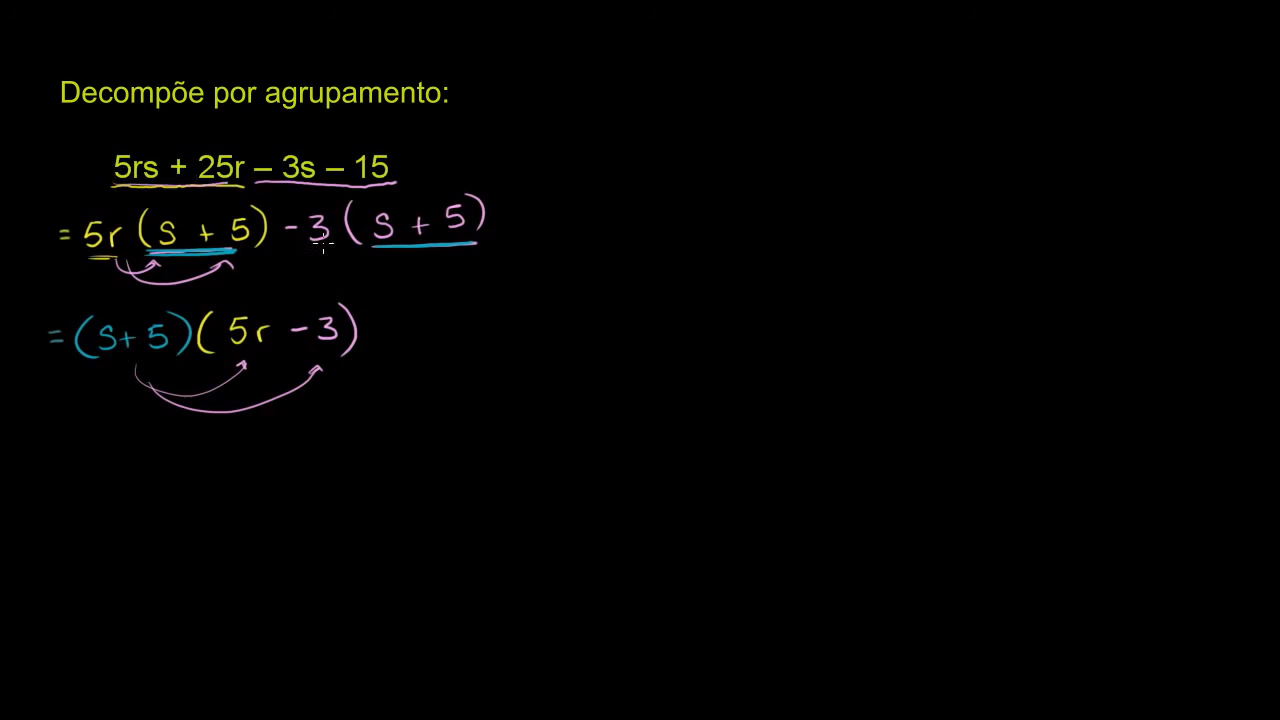 Decompõe por agrupamento:
5rs + 25r – 3s – 15
= 5r (s + 5) - 3 (s + 5)
= (s+ 5) ( 5r - 3)